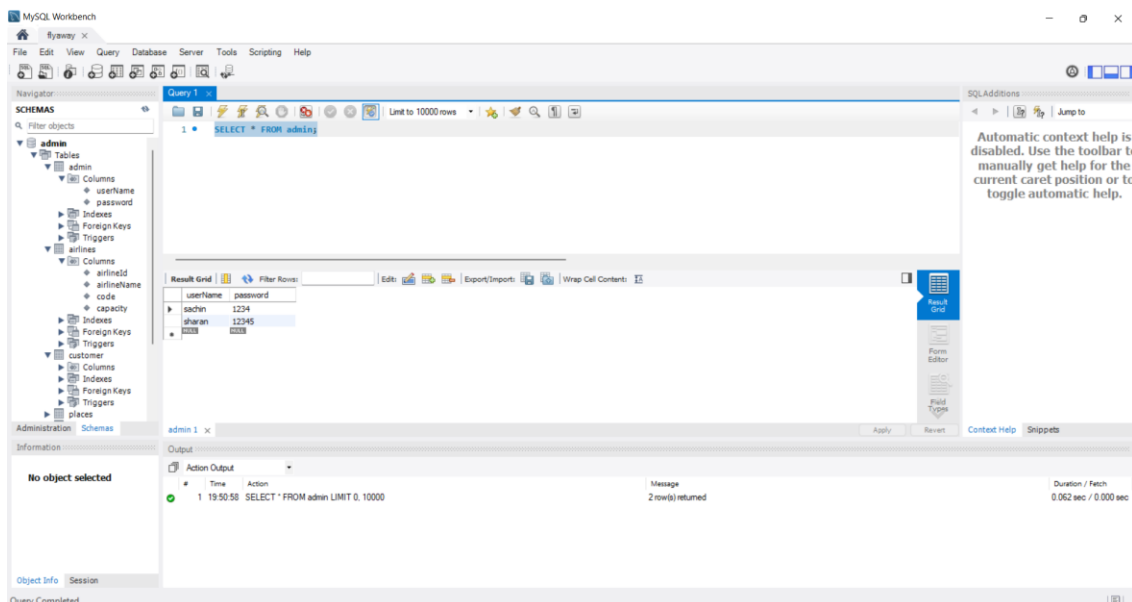 MySQL Workbench
flyaway
File Edit View Query Database Server Tools Scripting Help
Navigator
SCHEMAS
Filter objects
admin
Tables
admin
Columns
userName
password
Indexes
Foreign Keys
Triggers
airlines
Columns
airlineId
airlineName
code
capacity
Indexes
Foreign Keys
Triggers
customer
Columns
Indexes
Foreign Keys
Triggers
places
Administration Schemas
Information
No object selected
Object Info Session
Query Completed
Query 1
Limit to 10000 rows
1 SELECT * FROM admin;
Result Grid Filter Rows: Edit: Export/Import: Wrap Cell Content:
userName password
sachin 1234
sharan 12345
NULL NULL
Result
Grid
Form
Editor
Field
Types
admin 1 Apply Revert
Output
Action Output
# Time Action Message Duration / Fetch
1 19:50:58 SELECT * FROM admin LIMIT 0, 10000 2 row(s) returned 0.062 sec / 0.000 sec
SQLAdditions
Jump to
Automatic context help is
disabled. Use the toolbar to
manually get help for the
current caret position or to
toggle automatic help.
Context Help Snippets